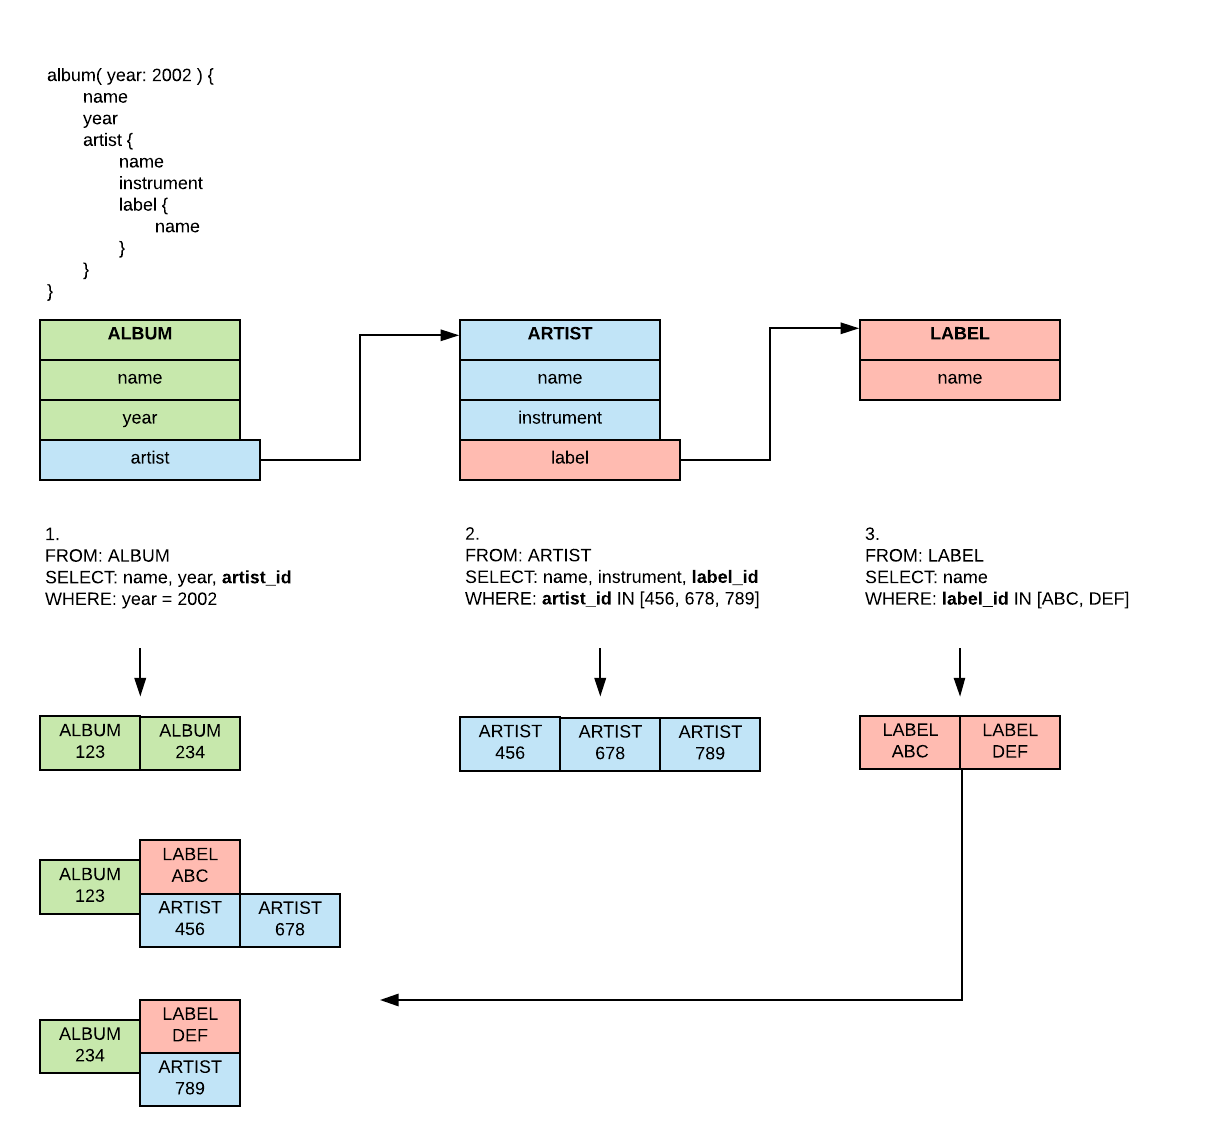 album( year: 2002 ) {
name
year
artist {
name
instrument
label {
name
}
}
}
ALBUM
name
year
artist
ARTIST
name
instrument
label
LABEL
name
1.
FROM: ALBUM
SELECT: name, year, artist_id
WHERE: year = 2002
2.
FROM: ARTIST
SELECT: name, instrument, label_id
WHERE: artist_id IN [456, 678, 789]
3.
FROM: LABEL
SELECT: name
WHERE: label_id IN [ABC, DEF]
ALBUM
123
ALBUM
234
ARTIST
456
ARTIST
678
ARTIST
789
LABEL
ABC
LABEL
DEF
ALBUM
123
LABEL
ABC
ARTIST
456
ARTIST
678
ALBUM
234
LABEL
DEF
ARTIST
789